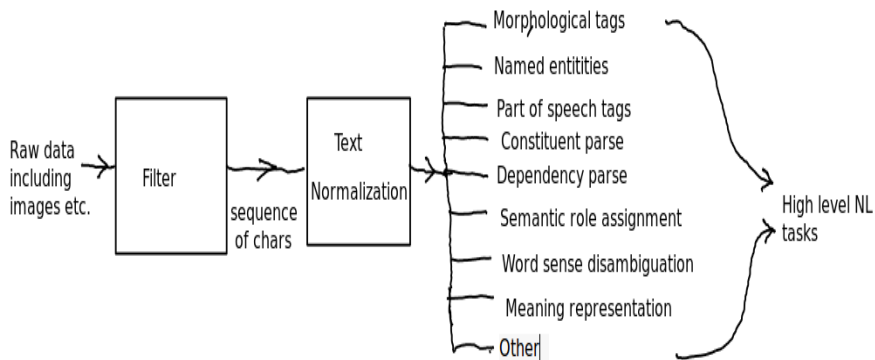 Raw data
including
images etc.
Filter
sequence
of chars
Text
Normalization
Morphological tags
Named entitities
Part of speech tags
Constituent parse
Dependency parse
Semantic role assignment
Word sense disambiguation
Meaning representation
Other
High level NL
tasks